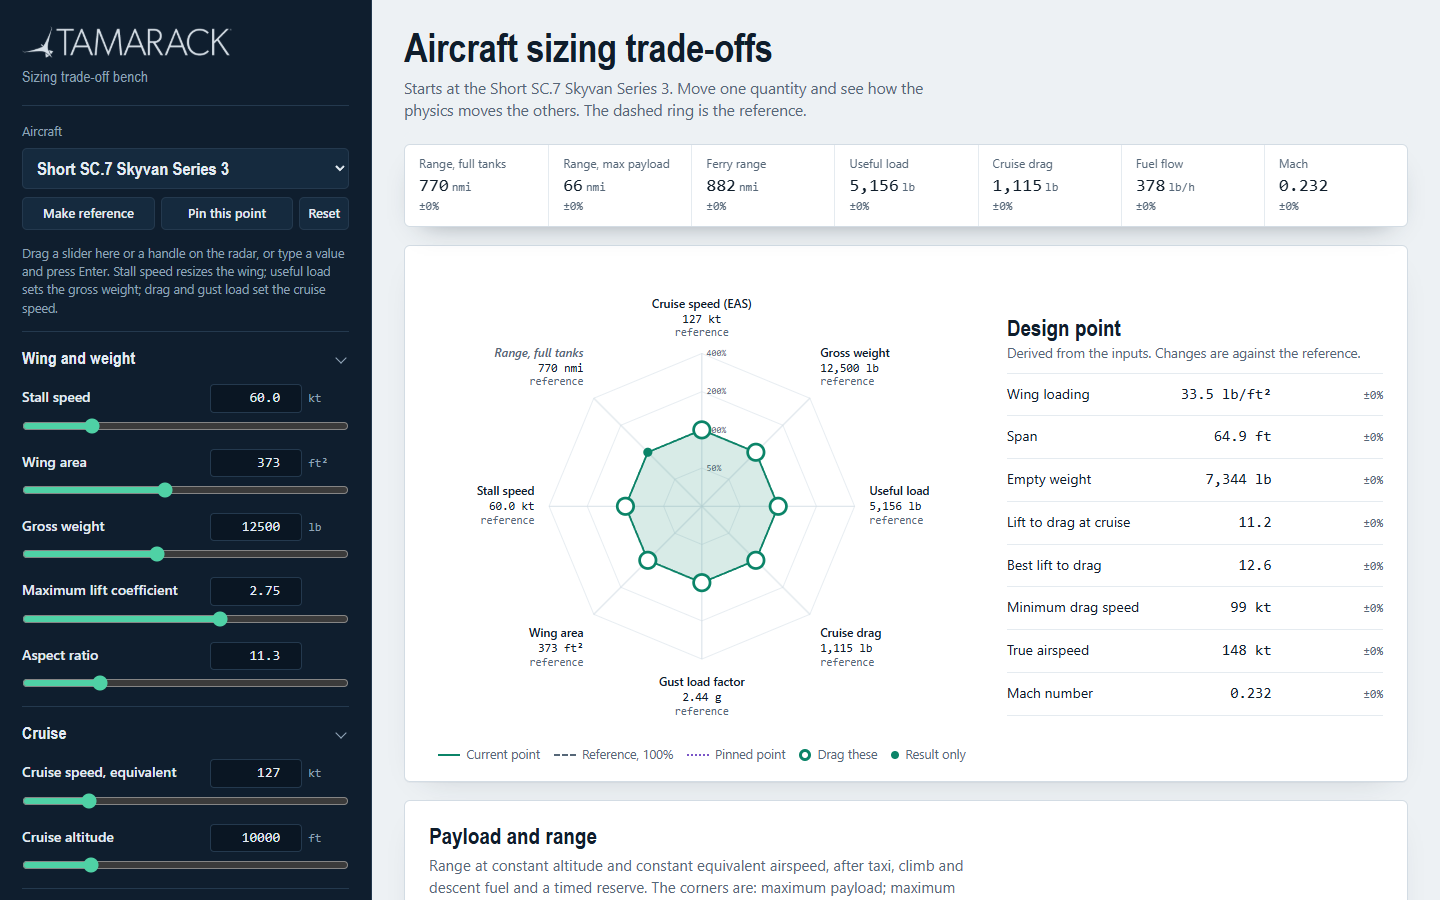 TAMARACK
Sizing trade-off bench
Aircraft
Short SC.7 Skyvan Series 3
Make reference
Pin this point
Reset
Drag a slider here or a handle on the radar, or type a value
and press Enter. Stall speed resizes the wing; useful load
sets the gross weight; drag and gust load set the cruise
speed.
Wing and weight
Stall speed 60.0 kt
Wing area 373 ft²
Gross weight 12500 lb
Maximum lift coefficient 2.75
Aspect ratio 11.3
Cruise
Cruise speed, equivalent 127 kt
Cruise altitude 10000 ft
Aircraft sizing trade-offs
Starts at the Short SC.7 Skyvan Series 3. Move one quantity and see how the
physics moves the others. The dashed ring is the reference.
Range, full tanks
770 nmi
±0%
Range, max payload
66 nmi
±0%
Ferry range
882 nmi
±0%
Useful load
5,156 lb
±0%
Cruise drag
1,115 lb
±0%
Fuel flow
378 lb/h
±0%
Mach
0.232
±0%
Cruise speed (EAS)
127 kt
reference
Range, full tanks
770 nmi
reference
Gross weight
12,500 lb
reference
400%
200%
50%
Stall speed
60.0 kt
reference
Useful load
5,156 lb
reference
Wing area
373 ft²
reference
Cruise drag
1,115 lb
reference
Gust load factor
2.44 g
reference
Current point
Reference, 100%
Pinned point
Drag these
Result only
Design point
Derived from the inputs. Changes are against the reference.
Wing loading 33.5 lb/ft² ±0%
Span 64.9 ft ±0%
Empty weight 7,344 lb ±0%
Lift to drag at cruise 11.2 ±0%
Best lift to drag 12.6 ±0%
Minimum drag speed 99 kt ±0%
True airspeed 148 kt ±0%
Mach number 0.232 ±0%
Payload and range
Range at constant altitude and constant equivalent airspeed, after taxi, climb and
descent fuel and a timed reserve. The corners are: maximum payload; maximum